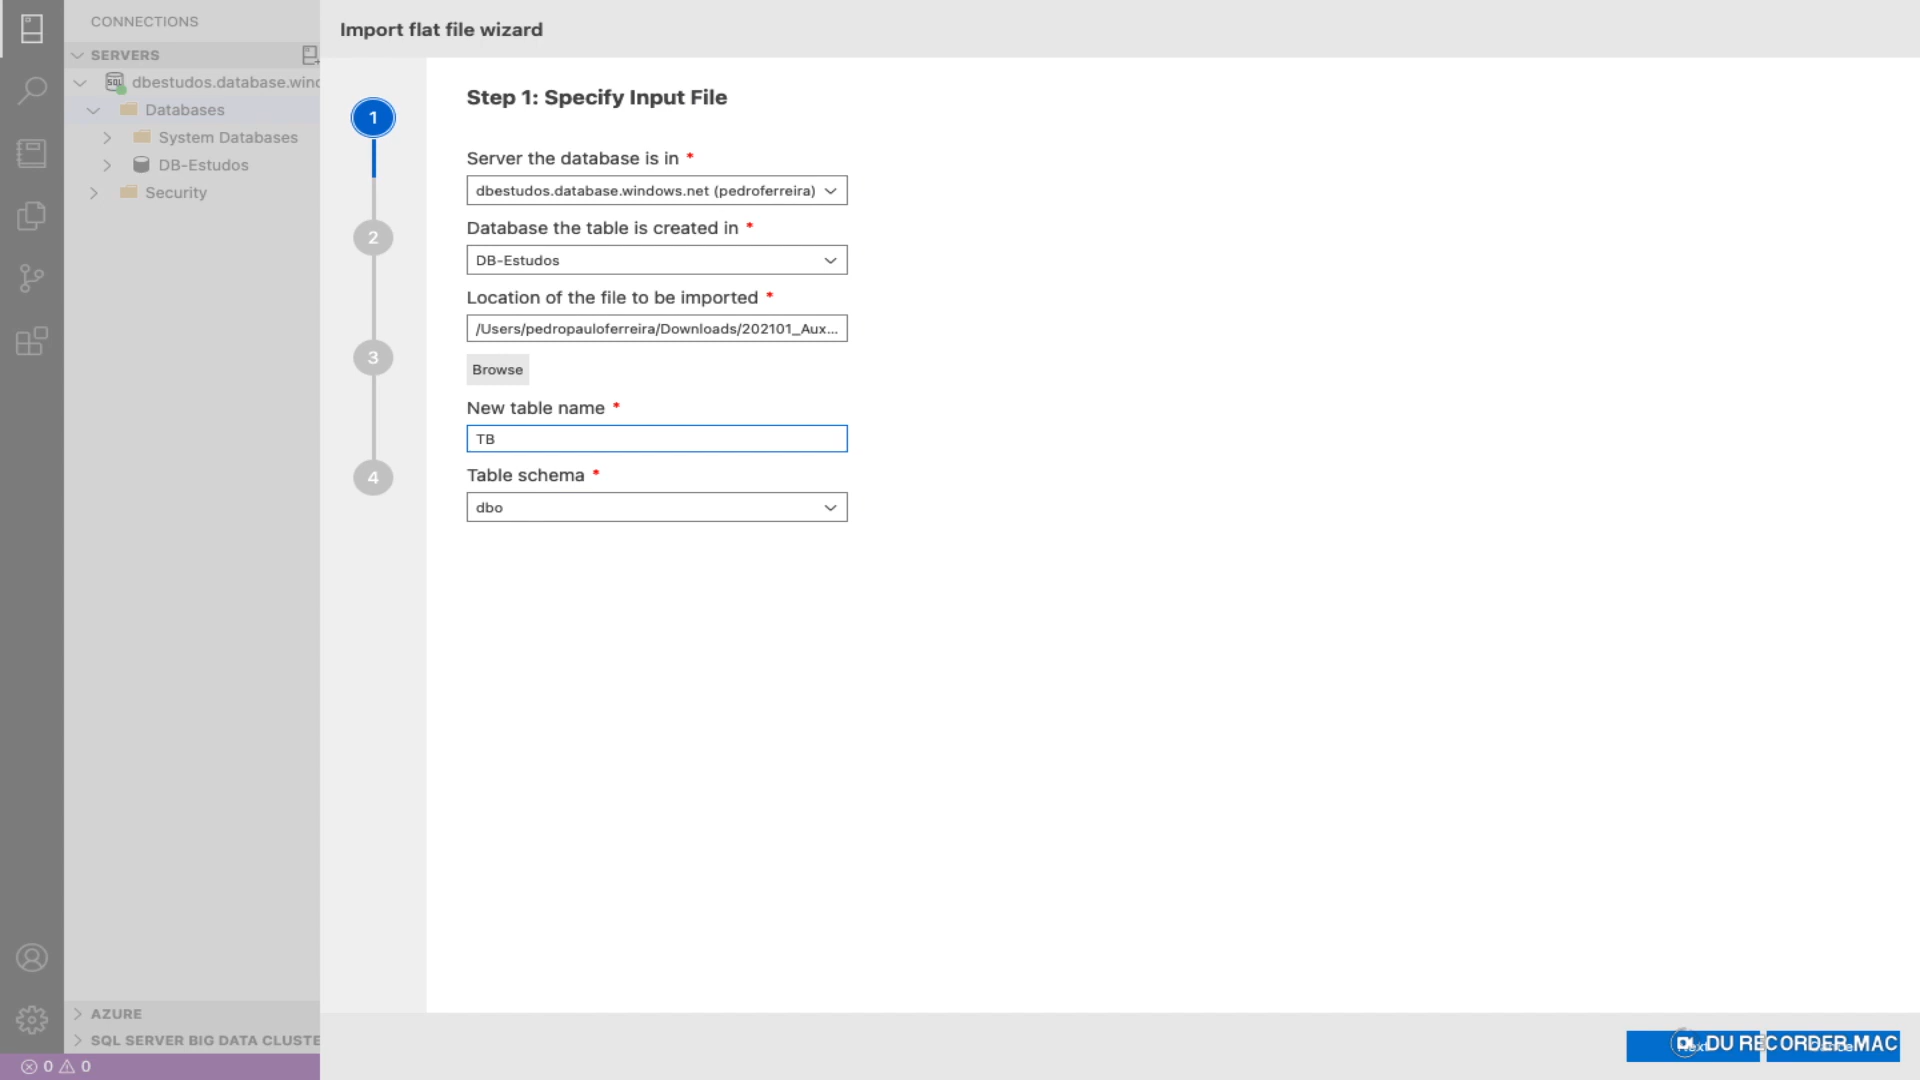 CONNECTIONS
Import flat file wizard
SERVERS
dbestudos.database.wind
Databases
System Databases
DB-Estudos
Security
1
2
3
4
Step 1: Specify Input File
Server the database is in *
dbestudos.database.windows.net (pedroferreira)
Database the table is created in *
DB-Estudos
Location of the file to be imported *
/Users/pedropauloferreira/Downloads/202101_Aux...
Browse
New table name *
TB
Table schema *
dbo
AZURE
SQL SERVER BIG DATA CLUSTE
0 0
DU RECORDER MAC